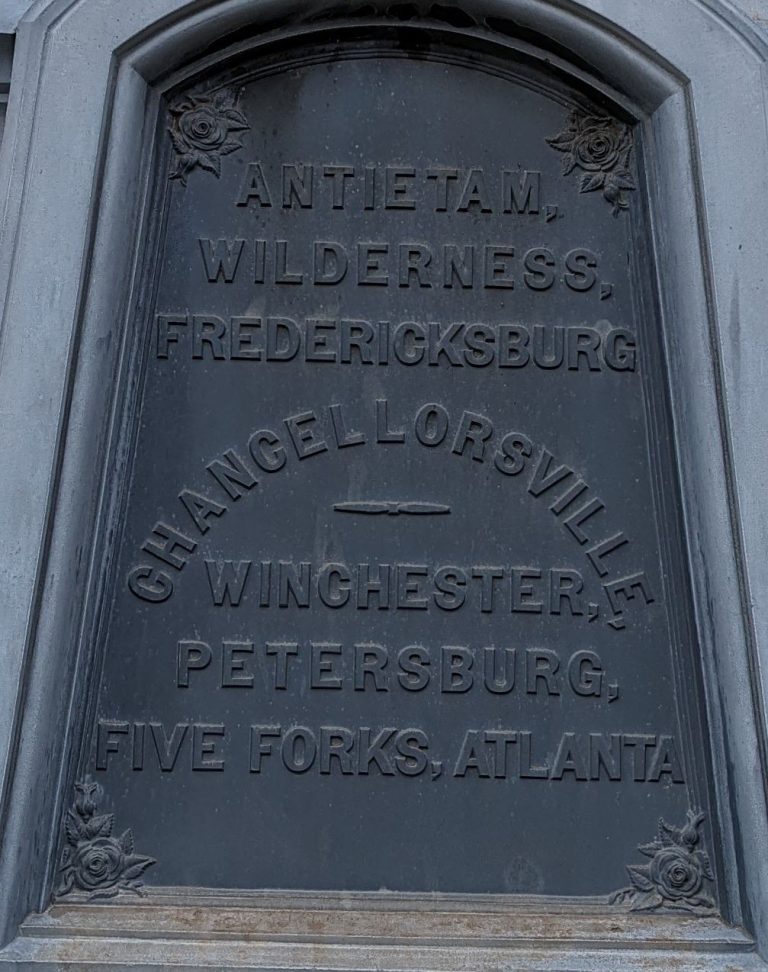 ANTIETAM,
WILDERNESS,
FREDERICKSBURG
CHANCELLORSVILLE,
WINCHESTER,
PETERSBURG,
FIVE FORKS, ATLANTA